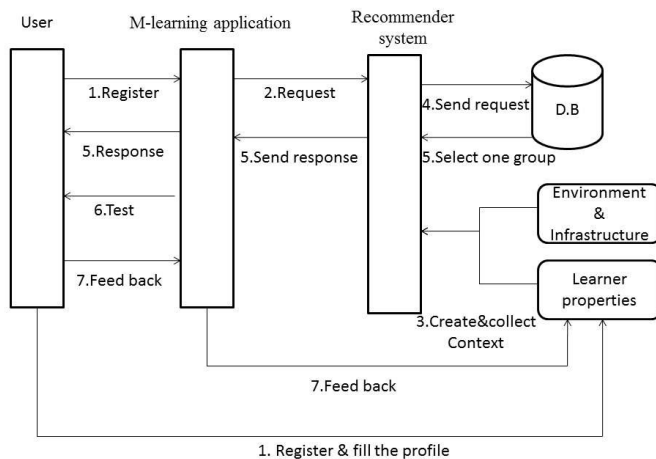 User
M-learning application
Recommender
system
1.Register
2.Request
4.Send request
D.B
5.Response
5.Send response
5.Select one group
6.Test
Environment
&
Infrastructure
7.Feed back
Learner
properties
3.Create&collect
Context
7.Feed back
1. Register & fill the profile